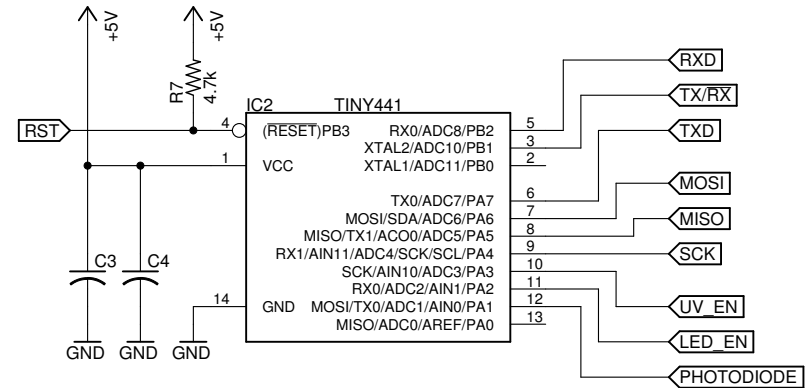 +5V
+5V
R7
4.7k
IC2
TINY441
RXD
TX/RX
TXD
MOSI
MISO
SCK
UV_EN
LED_EN
PHOTODIODE
RST
4
(RESET)PB3
1
VCC
14
GND
RX0/ADC8/PB2
5
XTAL2/ADC10/PB1
3
XTAL1/ADC11/PB0
2
TX0/ADC7/PA7
6
MOSI/SDA/ADC6/PA6
7
MISO/TX1/ACO0/ADC5/PA5
8
RX1/AIN11/ADC4/SCK/SCL/PA4
9
SCK/AIN10/ADC3/PA3
10
RX0/ADC2/AIN1/PA2
11
MOSI/TX0/ADC1/AIN0/PA1
12
MISO/ADC0/AREF/PA0
13
C3
C4
GND
GND
GND